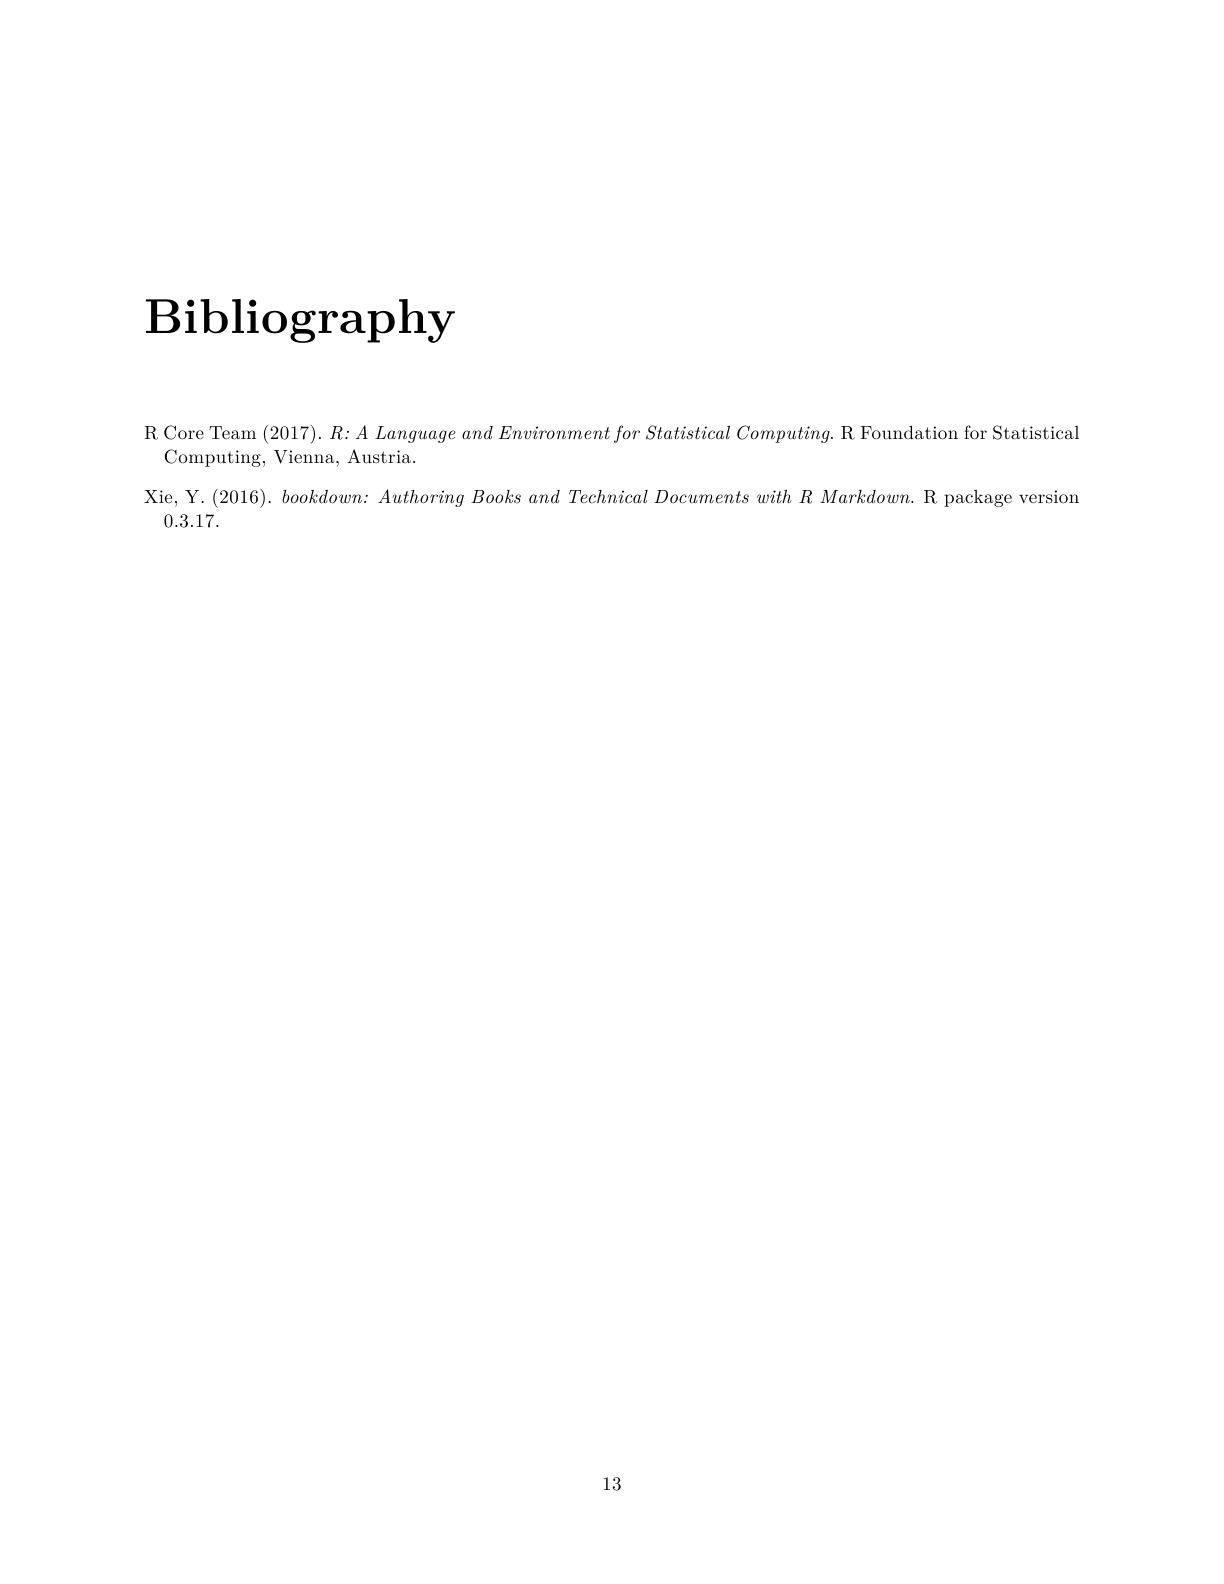 Bibliography
R Core Team (2017). R: A Language and Environment for Statistical Computing. R Foundation for Statistical
Computing, Vienna, Austria.
Xie, Y. (2016). bookdown: Authoring Books and Technical Documents with R Markdown. R package version
0.3.17.
13